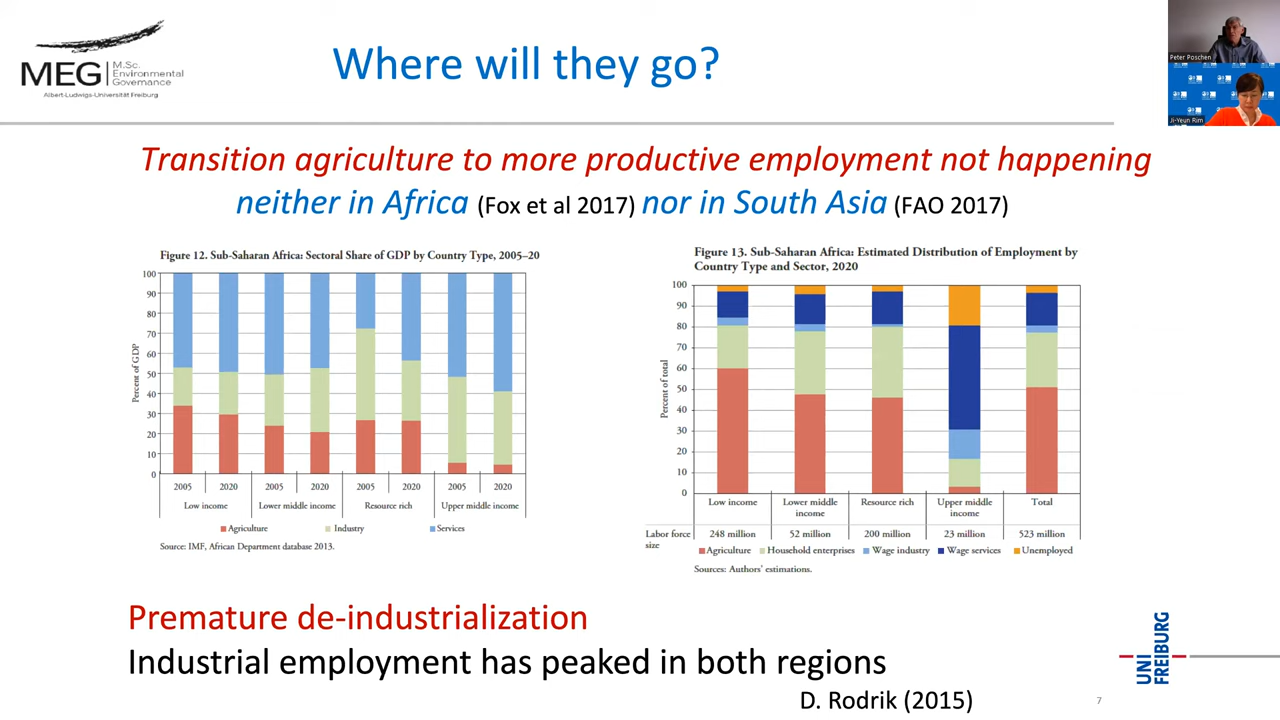 MEG
M.Sc.
Environmental
Governance
Albert-Ludwigs-Universität Freiburg
Where will they go?
Peter Poschen
Ji-Yeun Rim
Transition agriculture to more productive employment not happening
neither in Africa (Fox et al 2017) nor in South Asia (FAO 2017)
Figure 12. Sub-Saharan Africa: Sectoral Share of GDP by Country Type, 2005–20
100
90
80
70
60
50
40
30
20
10
0
Percent of GDP
2005 2020 2005 2020 2005 2020 2005 2020
Low income Lower middle income Resource rich Upper middle income
Agriculture Industry Services
Source: IMF, African Department database 2013.
Figure 13. Sub-Saharan Africa: Estimated Distribution of Employment by
Country Type and Sector, 2020
100
90
80
70
60
50
40
30
20
10
0
Percent of total
Low income Lower middle income Resource rich Upper middle income Total
Labor force size 248 million 52 million 200 million 23 million 523 million
Agriculture Household enterprises Wage industry Wage services Unemployed
Sources: Authors' estimations.
Premature de-industrialization
Industrial employment has peaked in both regions
D. Rodrik (2015)
UNI
FREIBURG
7